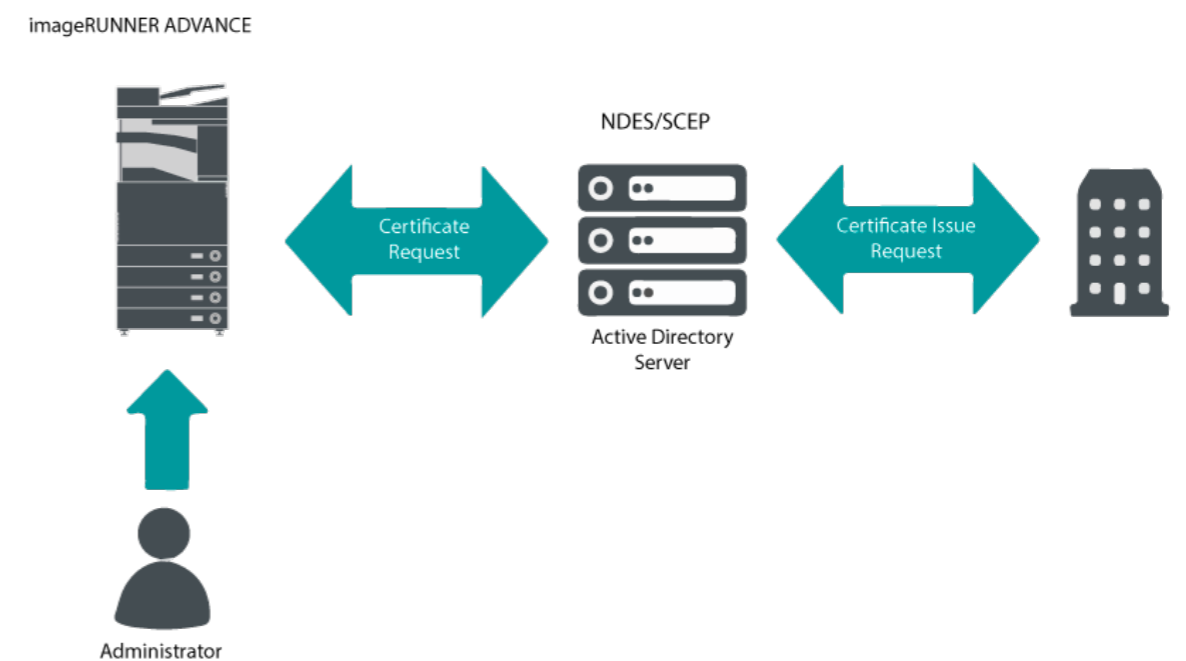 imageRUNNER ADVANCE
NDES/SCEP
Certificate
Request
Certificate Issue
Request
Active Directory
Server
Administrator